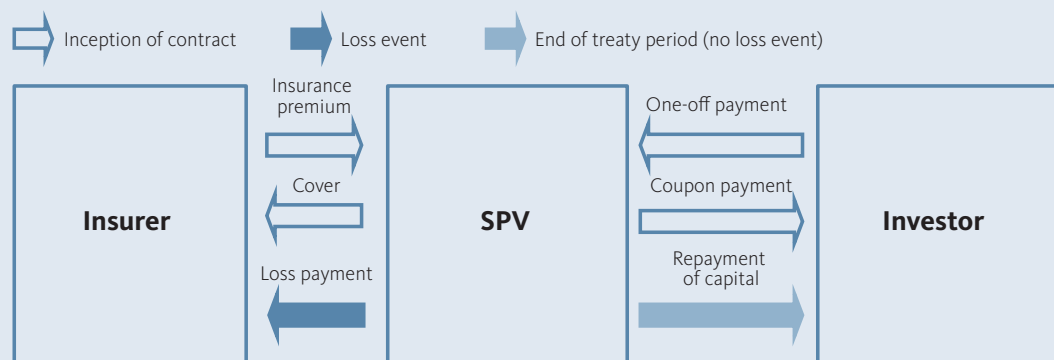 Inception of contract
Loss event
End of treaty period (no loss event)
Insurance
premium
One-off payment
Cover
Coupon payment
Insurer
SPV
Investor
Loss payment
Repayment
of capital